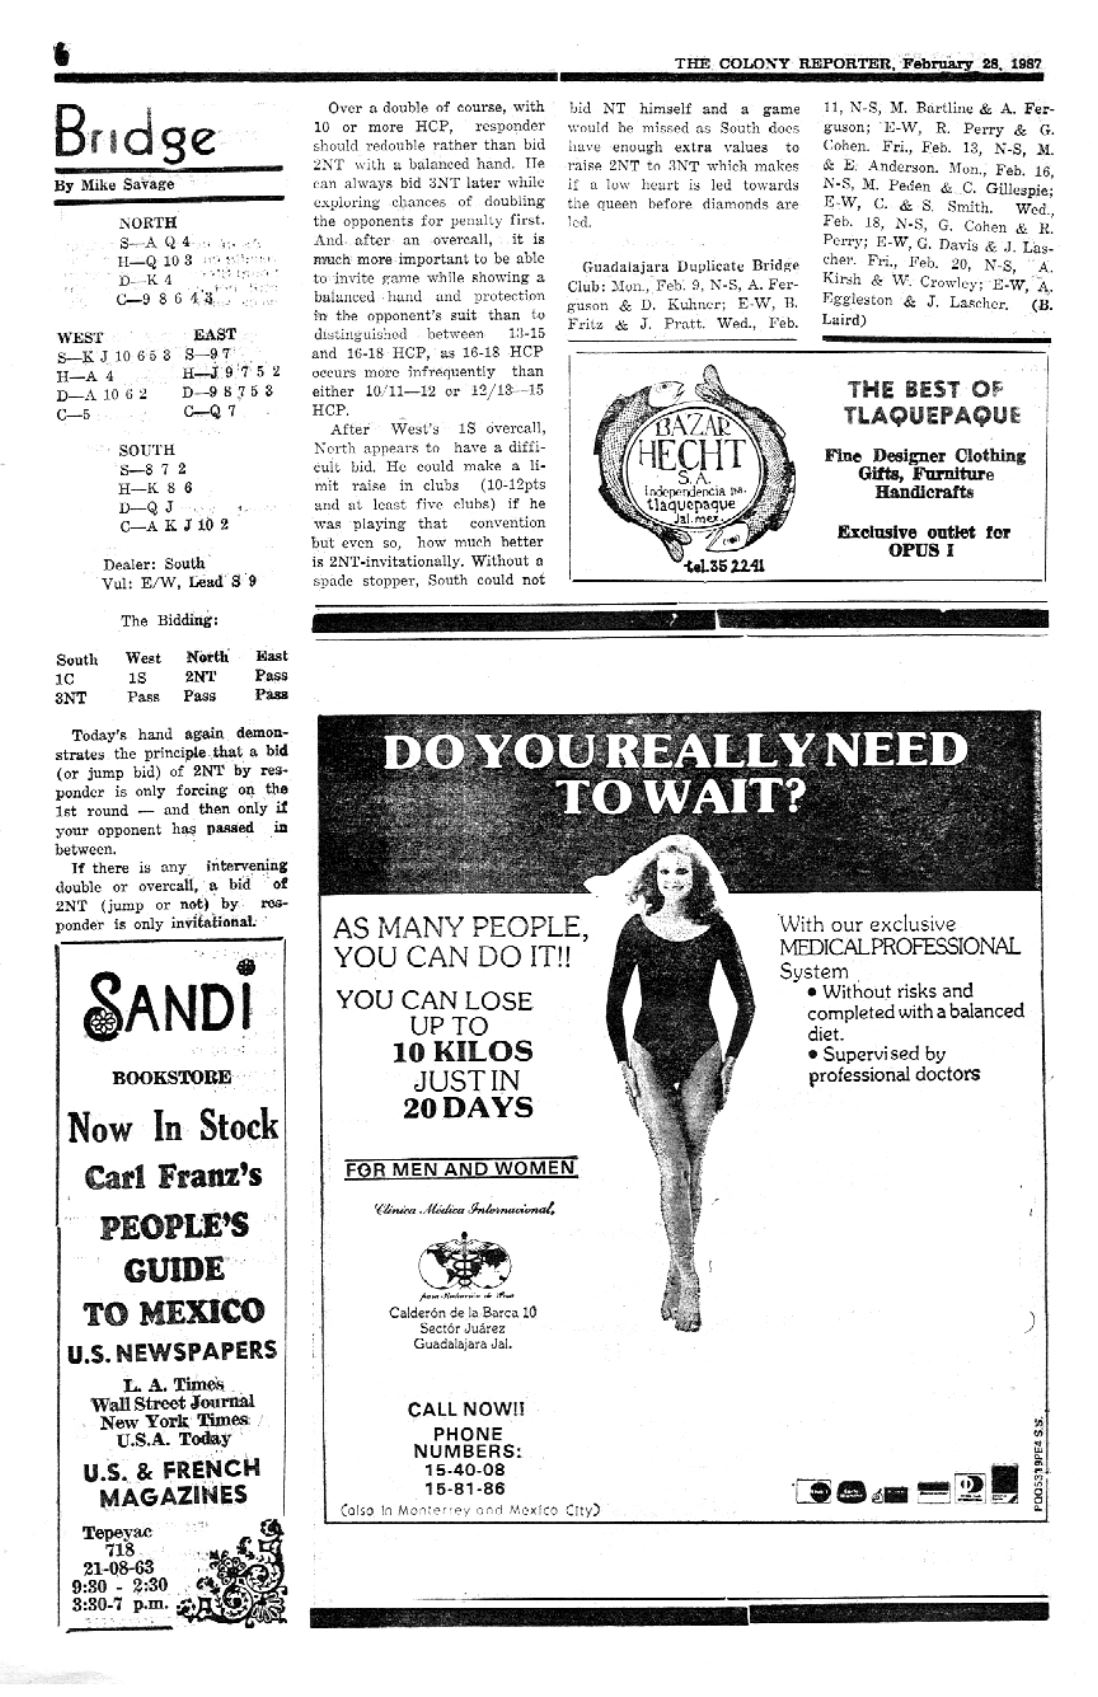 6
THE COLONY REPORTER, February 28, 1987
Bridge
By Mike Savage
NORTH
S—A Q 4
H—Q 10 3
D—K 4
C—9 8 6 4 3
WEST
S—K J 10 6 5 3
H—A 4
D—A 10 6 2
C—5
EAST
S—9 7
H—J 9 7 5 2
D—9 8 7 5 3
C—Q 7
SOUTH
S—8 7 2
H—K 8 6
D—Q J
C—A K J 10 2
Dealer: South
Vul: E/W, Lead S 9
The Bidding:
South West North East
1C 1S 2NT Pass
3NT Pass Pass Pass
Today's hand again demon-
strates the principle that a bid
(or jump bid) of 2NT by res-
ponder is only forcing on the
1st round — and then only if
your opponent has passed in
between.
If there is any intervening
double or overcall, a bid of
2NT (jump or not) by res-
ponder is only invitational.
Over a double of course, with
10 or more HCP, responder
should redouble rather than bid
2NT with a balanced hand. He
can always bid 3NT later while
exploring chances of doubling
the opponents for penalty first.
And after an overcall, it is
much more important to be able
to invite game while showing a
balanced hand and protection
in the opponent's suit than to
distinguished between 13-15
and 16-18 HCP, as 16-18 HCP
occurs more infrequently than
either 10/11—12 or 12/13—15
HCP.
After West's 1S overcall,
North appears to have a diffi-
cult bid. He could make a li-
mit raise in clubs (10-12pts
and at least five clubs) if he
was playing that convention
but even so, how much better
is 2NT-invitationally. Without a
spade stopper, South could not
bid NT himself and a game
would be missed as South does
have enough extra values to
raise 2NT to 3NT which makes
if a low heart is led towards
the queen before diamonds are
led.
Guadalajara Duplicate Bridge
Club: Mon., Feb. 9, N-S, A. Fer-
guson & D. Kuhner; E-W, B.
Fritz & J. Pratt. Wed., Feb.
11, N-S, M. Bartline & A. Fer-
guson; E-W, R. Perry & G.
Cohen. Fri., Feb. 13, N-S, M.
& E. Anderson. Mon., Feb. 16,
N-S, M. Peden & C. Gillespie;
E-W, C. & S. Smith. Wed.,
Feb. 18, N-S, G. Cohen & R.
Perry; E-W, G. Davis & J. Las-
cher. Fri., Feb. 20, N-S, A.
Kirsh & W. Crowley; E-W, A.
Eggleston & J. Lascher. (B.
Laird)
BAZAR
HECHT
S.A.
Independencia
tlaquepaque
Jal. mex.
tel. 35 22 41
THE BEST OF
TLAQUEPAQUE
Fine Designer Clothing
Gifts, Furniture
Handicrafts
Exclusive outlet for
OPUS I
SANDI
BOOKSTORE
Now In Stock
Carl Franz's
PEOPLE'S
GUIDE
TO MEXICO
U.S. NEWSPAPERS
L. A. Times
Wall Street Journal
New York Times
U.S.A. Today
U.S. & FRENCH
MAGAZINES
Tepeyac
718
21-08-63
9:30 - 2:30
3:30-7 p.m.
DO YOU REALLY NEED
TO WAIT?
AS MANY PEOPLE,
YOU CAN DO IT!!
YOU CAN LOSE
UP TO
10 KILOS
JUST IN
20 DAYS
FOR MEN AND WOMEN
Clínica Médica Internacional,
Calderón de la Barca 10
Sectór Juárez
Guadalajara Jal.
CALL NOW!!
PHONE
NUMBERS:
15-40-08
15-81-86
(also in Monterrey and Mexico City)
With our exclusive
MEDICAL PROFESSIONAL
System
• Without risks and
completed with a balanced
diet.
• Supervised by
professional doctors
POO5319PE4 S.S.